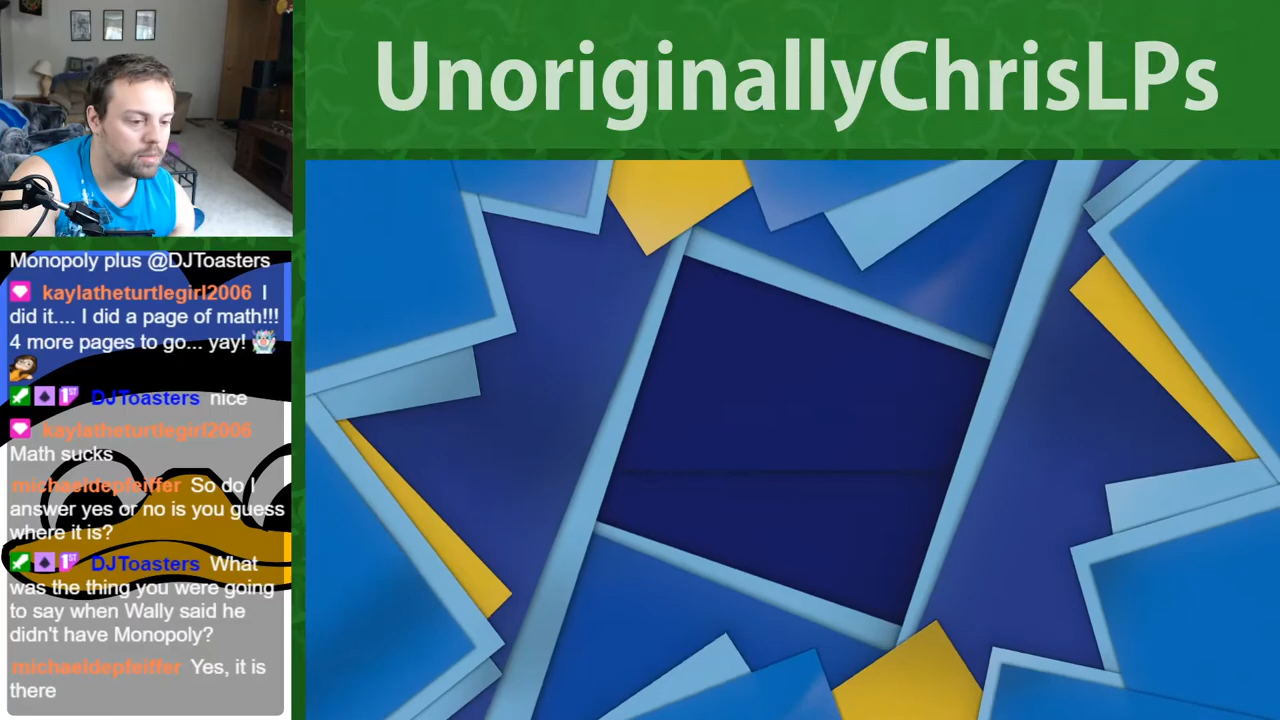 UnoriginallyChrisLPs
Monopoly plus @DJToasters
kaylatheturtlegirl2006 I
did it.... I did a page of math!!!
4 more pages to go... yay!
DJToasters nice
kaylatheturtlegirl2006
Math sucks
michaeldepfeiffer So do I
answer yes or no is you guess
where it is?
DJToasters What
was the thing you were going
to say when Wally said he
didn't have Monopoly?
michaeldepfeiffer Yes, it is
there